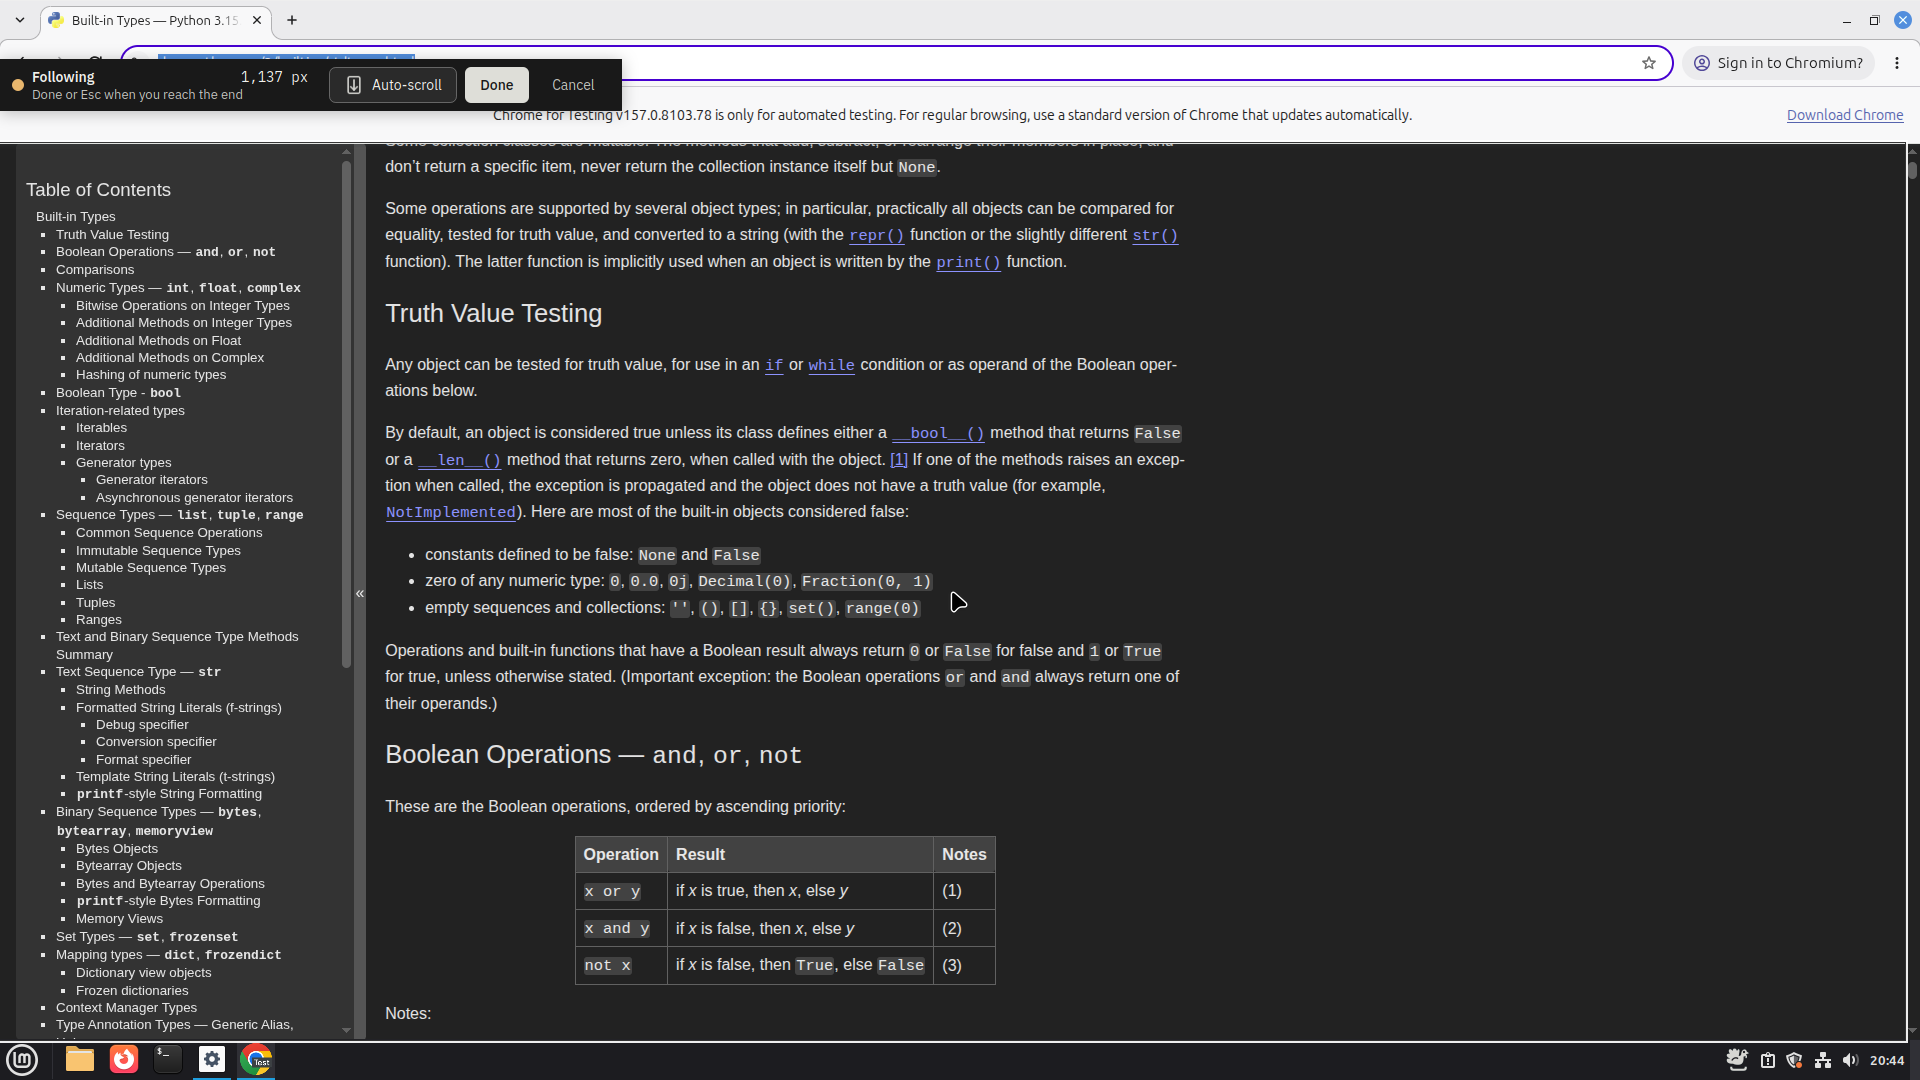 Built-in Types — Python 3.15
Sign in to Chromium?
Following
Done or Esc when you reach the end
1,137 px
Auto-scroll
Done
Cancel
Chrome for Testing v157.0.8103.78 is only for automated testing. For regular browsing, use a standard version of Chrome that updates automatically.
Download Chrome
Table of Contents
Built-in Types
Truth Value Testing
Boolean Operations — and, or, not
Comparisons
Numeric Types — int, float, complex
Bitwise Operations on Integer Types
Additional Methods on Integer Types
Additional Methods on Float
Additional Methods on Complex
Hashing of numeric types
Boolean Type - bool
Iteration-related types
Iterables
Iterators
Generator types
Generator iterators
Asynchronous generator iterators
Sequence Types — list, tuple, range
Common Sequence Operations
Immutable Sequence Types
Mutable Sequence Types
Lists
Tuples
Ranges
Text and Binary Sequence Type Methods
Summary
Text Sequence Type — str
String Methods
Formatted String Literals (f-strings)
Debug specifier
Conversion specifier
Format specifier
Template String Literals (t-strings)
printf-style String Formatting
Binary Sequence Types — bytes,
bytearray, memoryview
Bytes Objects
Bytearray Objects
Bytes and Bytearray Operations
printf-style Bytes Formatting
Memory Views
Set Types — set, frozenset
Mapping types — dict, frozendict
Dictionary view objects
Frozen dictionaries
Context Manager Types
Type Annotation Types — Generic Alias,
«
Some collection classes are mutable. The methods that add, subtract, or rearrange their members in place, and
don’t return a specific item, never return the collection instance itself but None.
Some operations are supported by several object types; in particular, practically all objects can be compared for
equality, tested for truth value, and converted to a string (with the repr() function or the slightly different str()
function). The latter function is implicitly used when an object is written by the print() function.
Truth Value Testing
Any object can be tested for truth value, for use in an if or while condition or as operand of the Boolean oper-
ations below.
By default, an object is considered true unless its class defines either a __bool__() method that returns False
or a __len__() method that returns zero, when called with the object. [1] If one of the methods raises an excep-
tion when called, the exception is propagated and the object does not have a truth value (for example,
NotImplemented). Here are most of the built-in objects considered false:
• constants defined to be false: None and False
• zero of any numeric type: 0, 0.0, 0j, Decimal(0), Fraction(0, 1)
• empty sequences and collections: '', (), [], {}, set(), range(0)
Operations and built-in functions that have a Boolean result always return 0 or False for false and 1 or True
for true, unless otherwise stated. (Important exception: the Boolean operations or and and always return one of
their operands.)
Boolean Operations — and, or, not
These are the Boolean operations, ordered by ascending priority:
Operation Result Notes
x or y if x is true, then x, else y (1)
x and y if x is false, then x, else y (2)
not x if x is false, then True, else False (3)
Notes:
Test
20:44